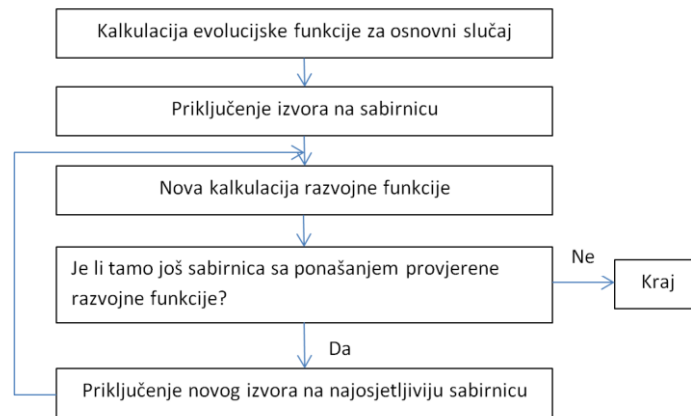 Kalkulacija evolucijske funkcije za osnovni slučaj
Priključenje izvora na sabirnicu
Nova kalkulacija razvojne funkcije
Je li tamo još sabirnica sa ponašanjem provjerene
razvojne funkcije?
Ne
Kraj
Da
Priključenje novog izvora na najosjetljiviju sabirnicu